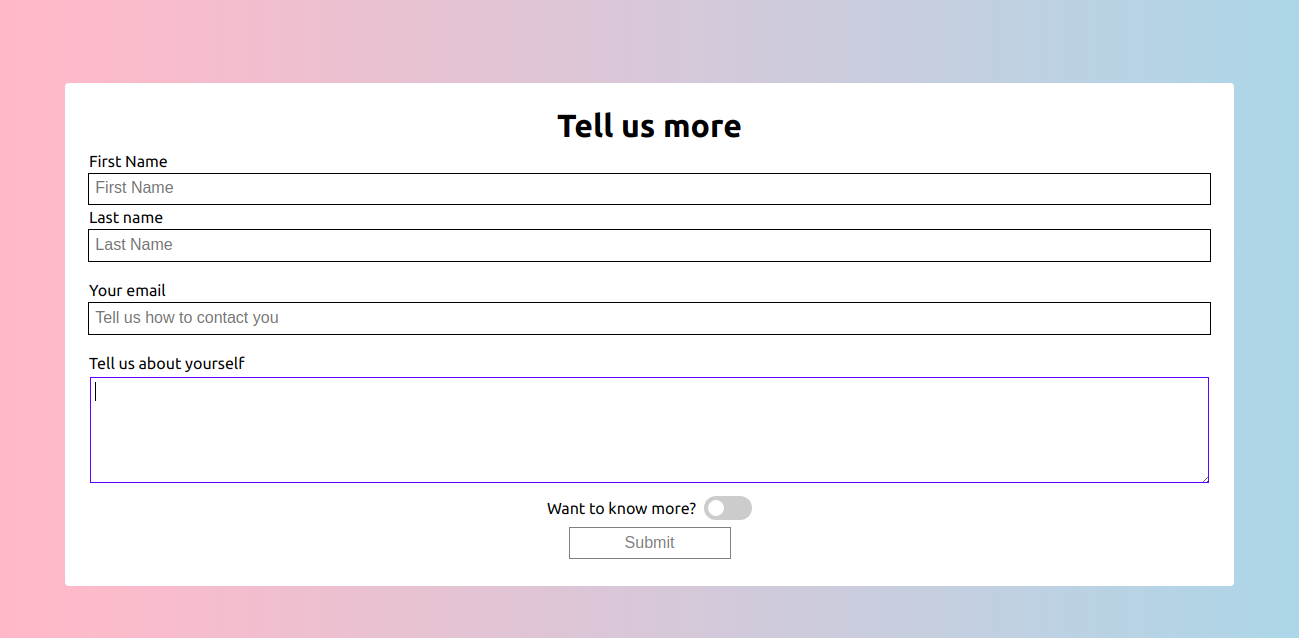 Tell us more
First Name
First Name
Last name
Last Name
Your email
Tell us how to contact you
Tell us about yourself
Want to know more?
Submit